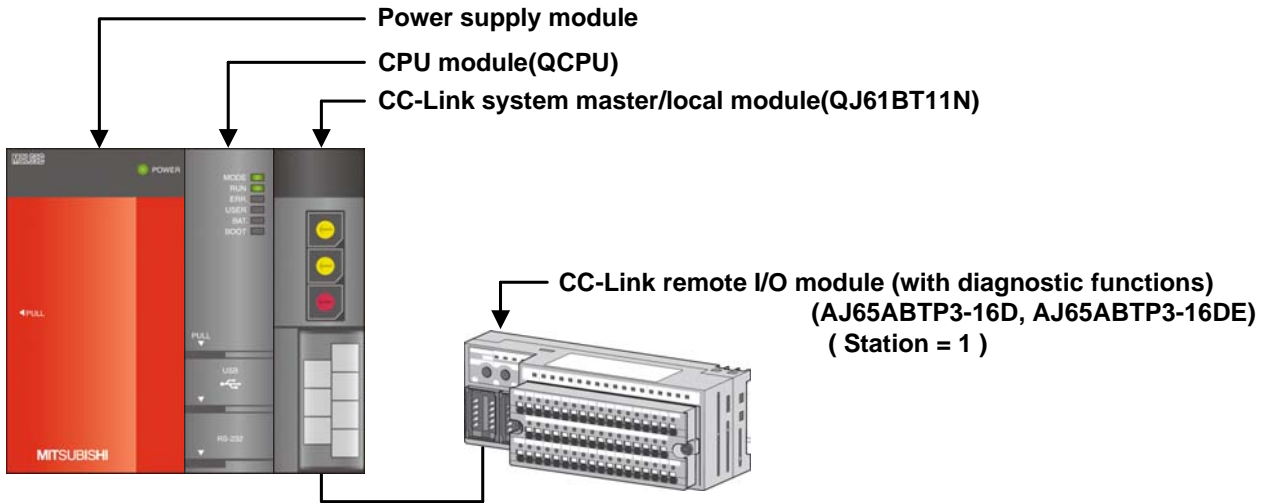 Power supply module
CPU module(QCPU)
CC-Link system master/local module(QJ61BT11N)
POWER
MODE
RUN
ERR.
USER
BAT.
BOOT
CC-Link remote I/O module (with diagnostic functions)
(AJ65ABTP3-16D, AJ65ABTP3-16DE)
( Station = 1 )
◀PULL
PULL
▼
USB
▼
RS-232
▼
MITSUBISHI